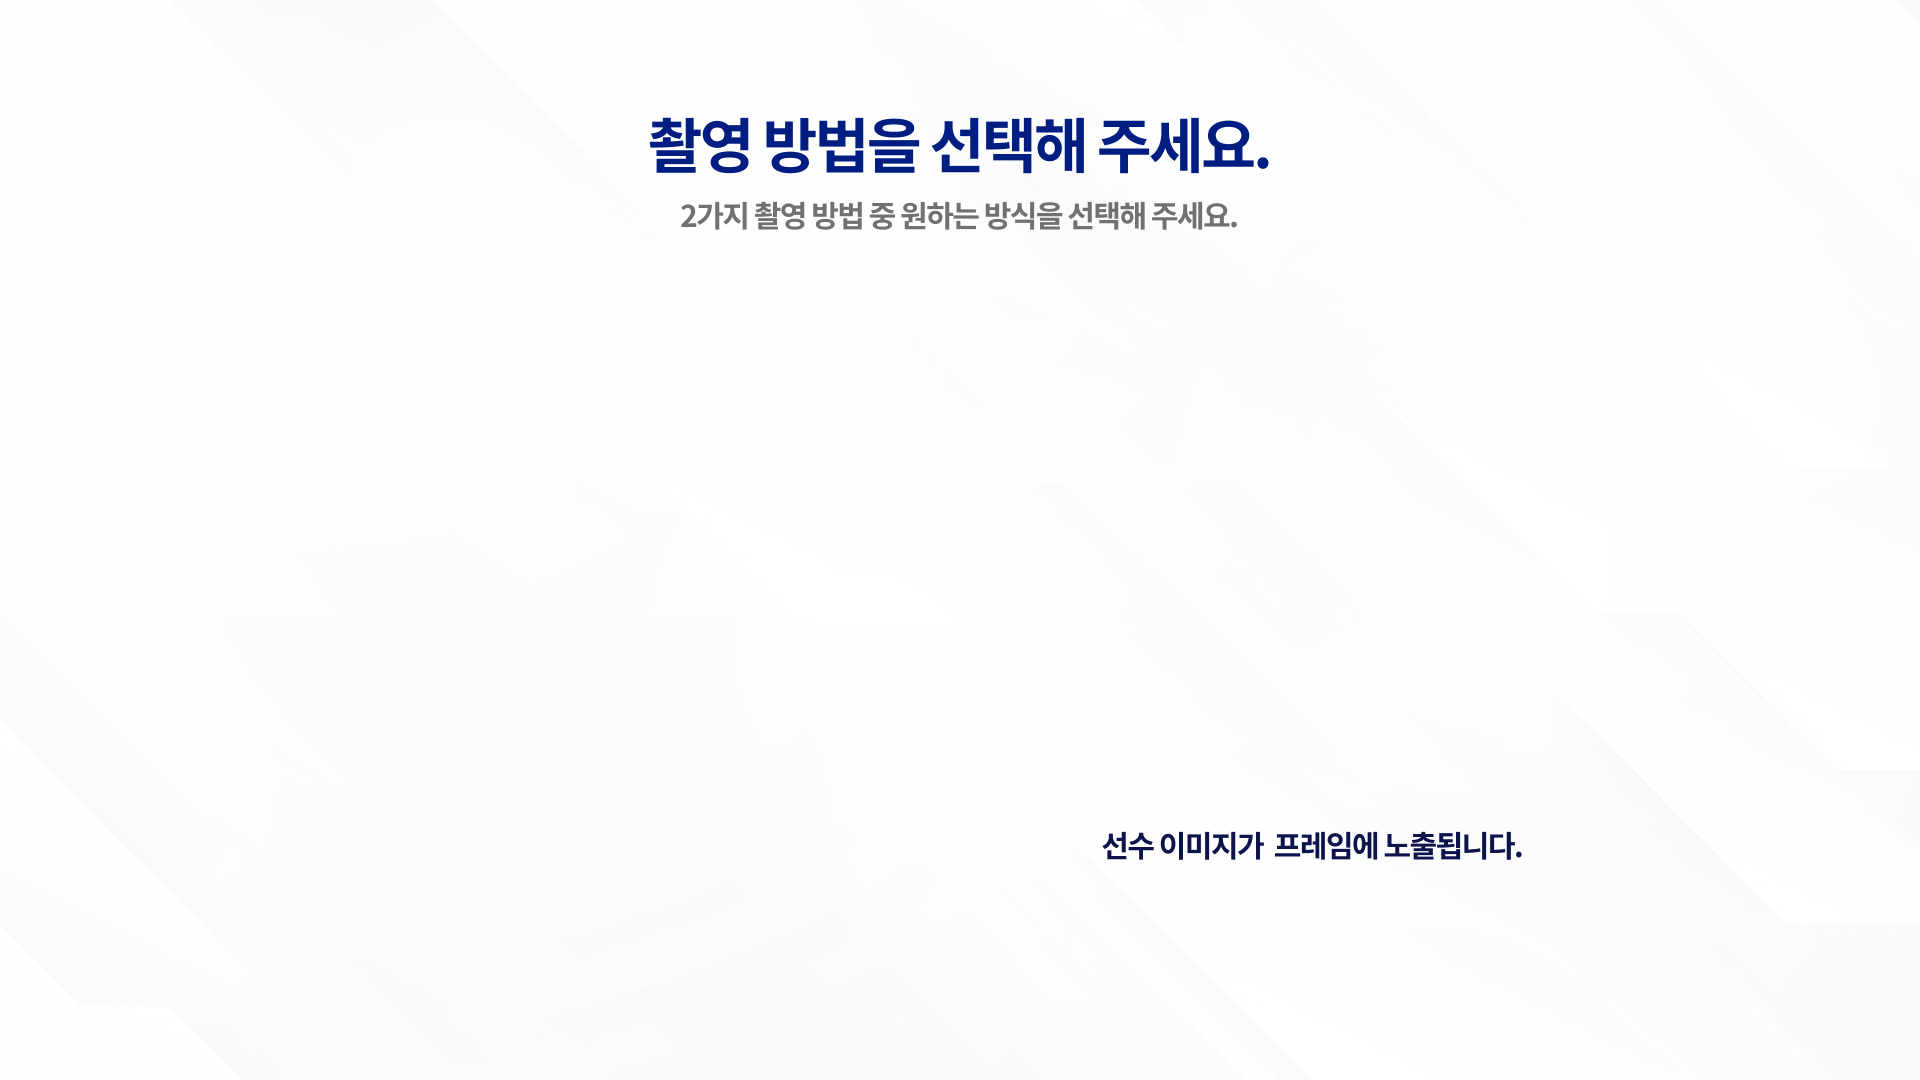 촬영 방법을 선택해 주세요.
2가지 촬영 방법 중 원하는 방식을 선택해 주세요.
선수 이미지가 프레임에 노출됩니다.